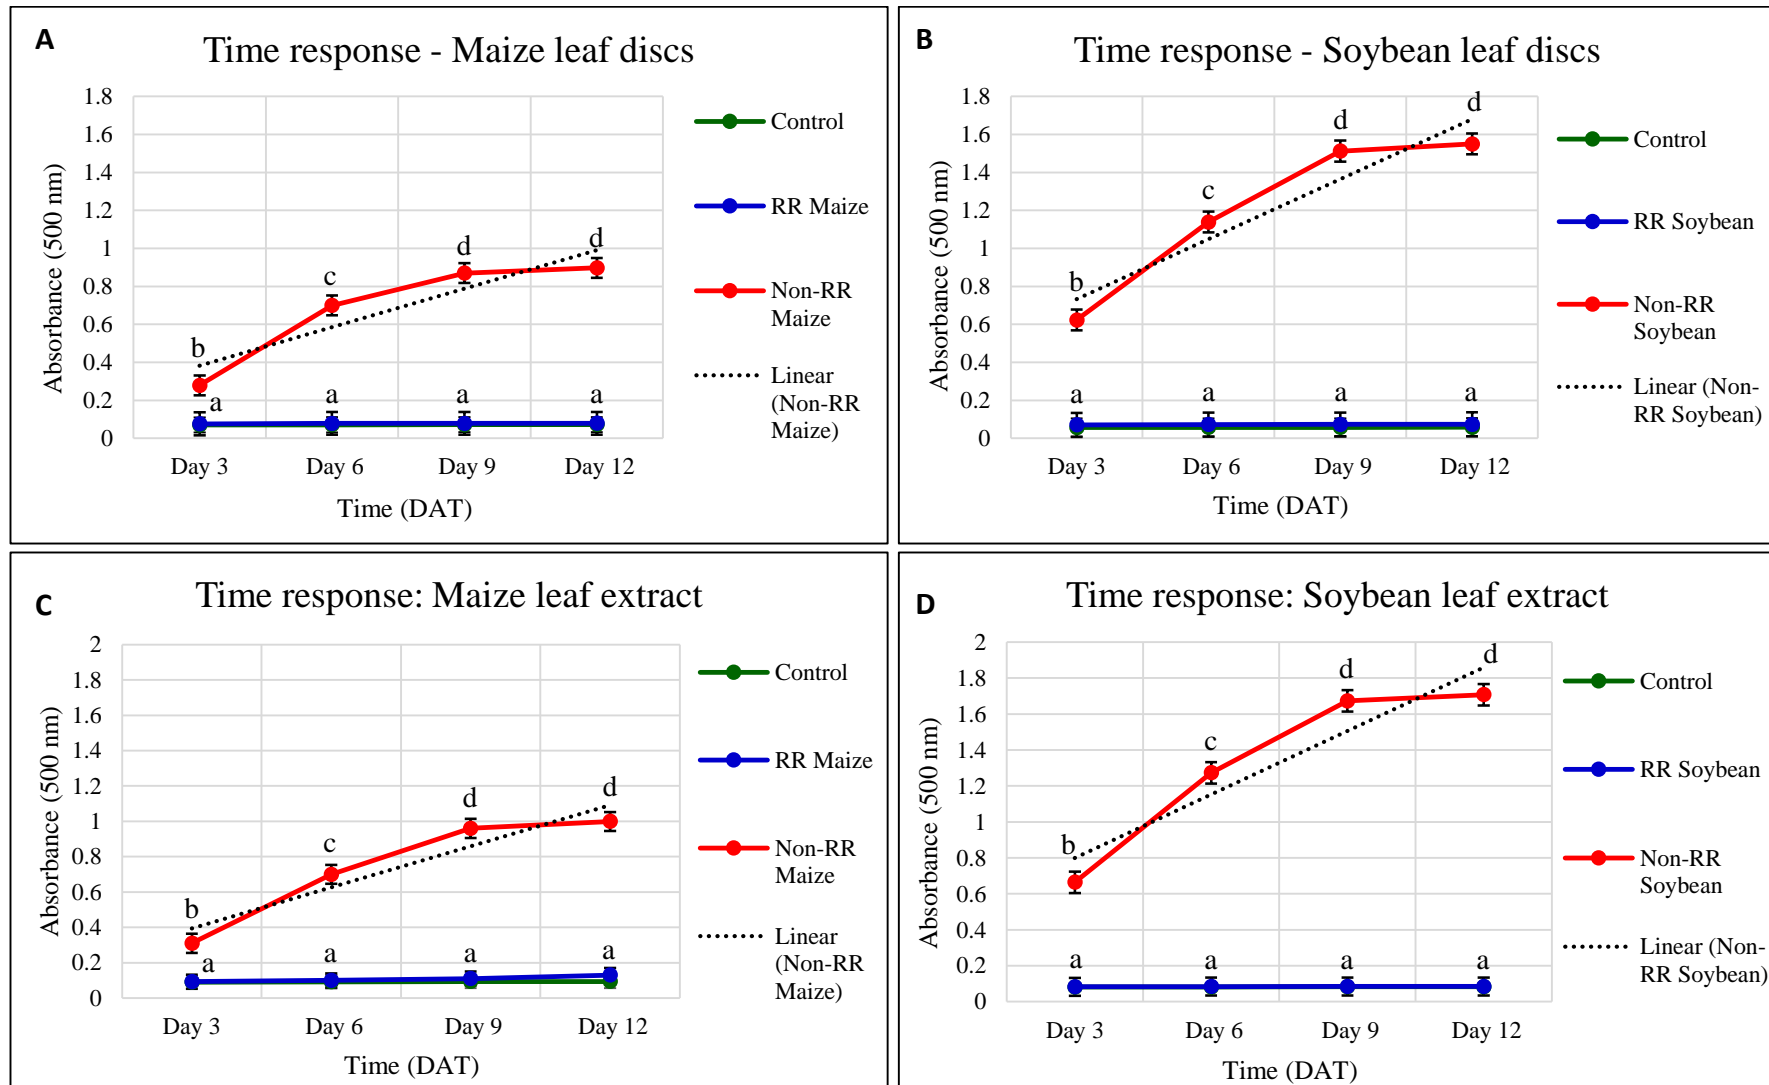 A
Time response - Maize leaf discs
Absorbance (500 nm)
1.8
1.6
1.4
1.2
1
0.8
0.6
0.4
0.2
0
b
c
d
d
a
a
a
a
Day 3
Day 6
Day 9
Day 12
Time (DAT)
Control
RR Maize
Non-RR
Maize
Linear
(Non-RR
Maize)
B
Time response - Soybean leaf discs
Absorbance (500 nm)
1.8
1.6
1.4
1.2
1
0.8
0.6
0.4
0.2
0
b
c
d
d
a
a
a
a
Day 3
Day 6
Day 9
Day 12
Time (DAT)
Control
RR Soybean
Non-RR
Soybean
Linear (Non-
RR Soybean)
C
Time response: Maize leaf extract
Absorbance (500 nm)
2
1.8
1.6
1.4
1.2
1
0.8
0.6
0.4
0.2
0
b
c
d
d
a
a
a
a
Day 3
Day 6
Day 9
Day 12
Time (DAT)
Control
RR Maize
Non-RR
Maize
Linear
(Non-RR
Maize)
D
Time response: Soybean leaf extract
Absorbance (500 nm)
2
1.8
1.6
1.4
1.2
1
0.8
0.6
0.4
0.2
0
b
c
d
d
a
a
a
a
Day 3
Day 6
Day 9
Day 12
Time (DAT)
Control
RR Soybean
Non-RR
Soybean
Linear (Non-
RR Soybean)